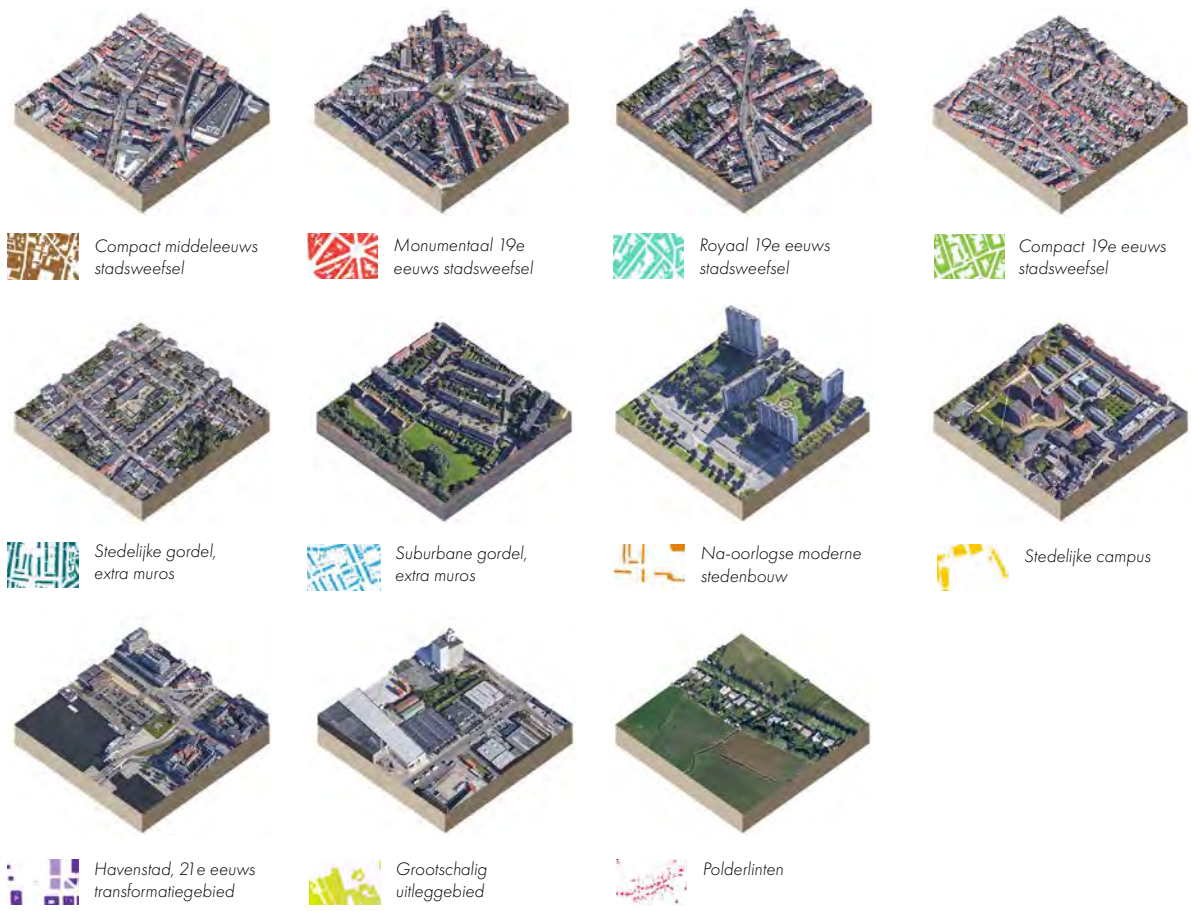 Compact middeleeuws
stadsweefsel
Monumentaal 19e
eeuws stadsweefsel
Royaal 19e eeuws
stadsweefsel
Compact 19e eeuws
stadsweefsel
Stedelijke gordel,
extra muros
Suburbane gordel,
extra muros
Na-oorlogse moderne
stedenbouw
Stedelijke campus
Havenstad, 21e eeuws
transformatiegebied
Grootschalig
uitleggebied
Polderlinten